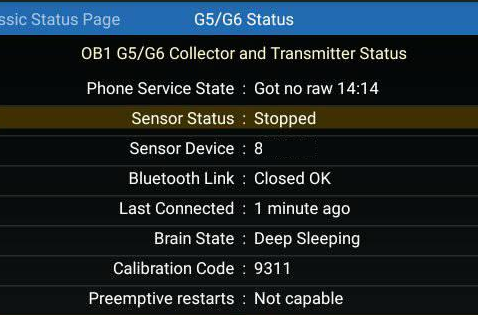 ssic Status Page G5/G6 Status
OB1 G5/G6 Collector and Transmitter Status
Phone Service State : Got no raw 14:14
Sensor Status : Stopped
Sensor Device : 8
Bluetooth Link : Closed OK
Last Connected : 1 minute ago
Brain State : Deep Sleeping
Calibration Code : 9311
Preemptive restarts : Not capable